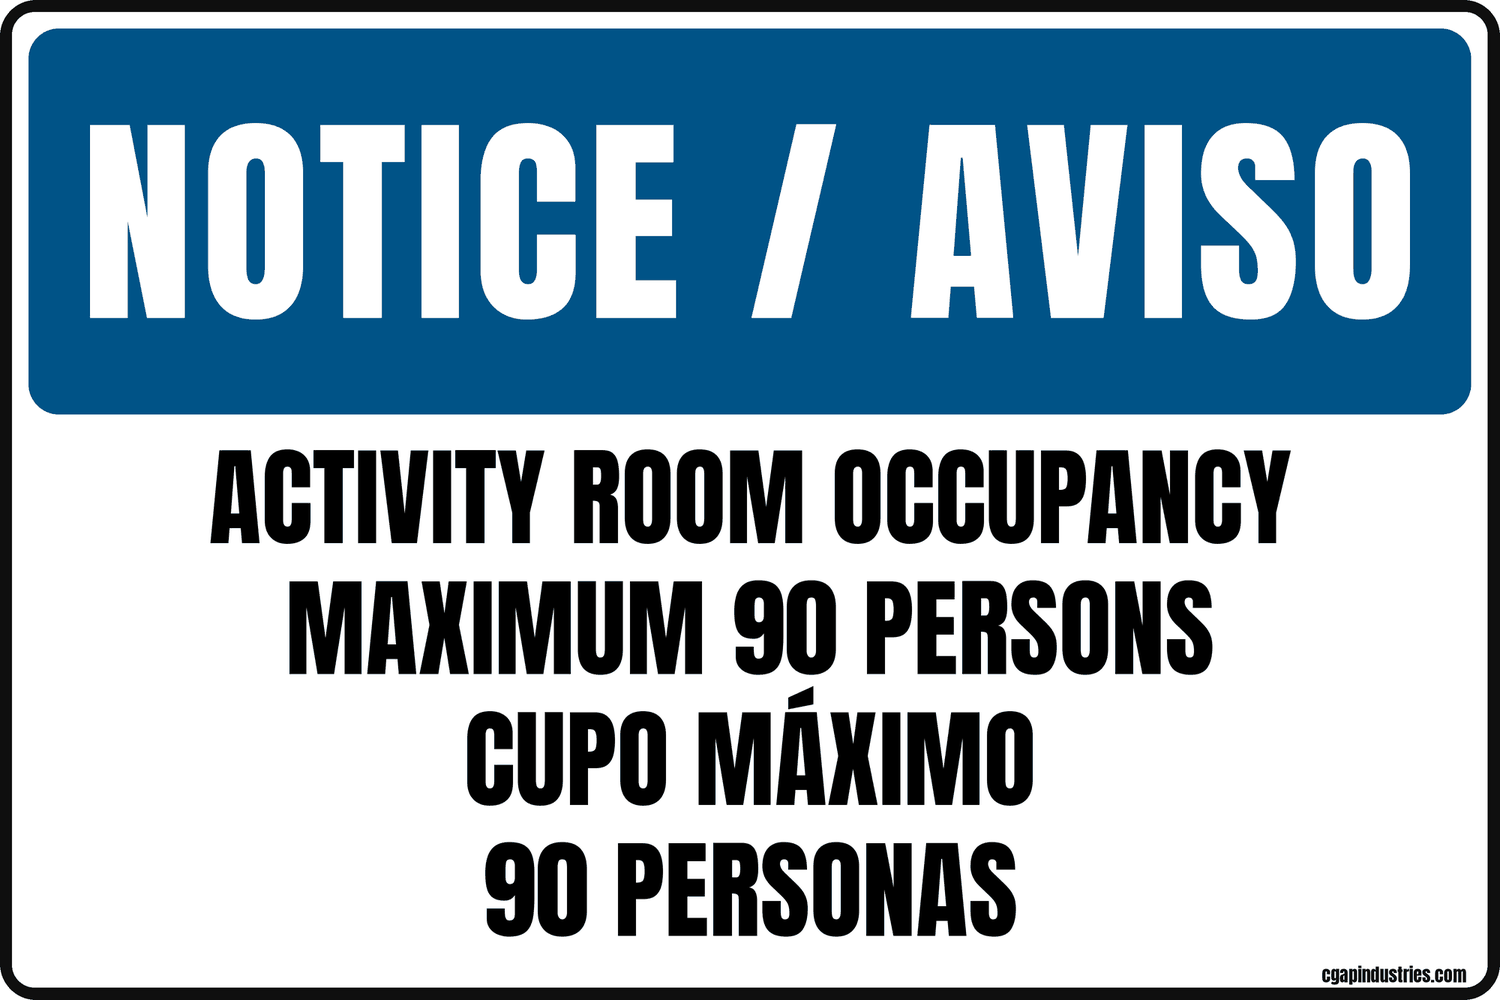 NOTICE / AVISO
ACTIVITY ROOM OCCUPANCY
MAXIMUM 90 PERSONS
CUPO MÁXIMO
90 PERSONAS
cgapindustries.com